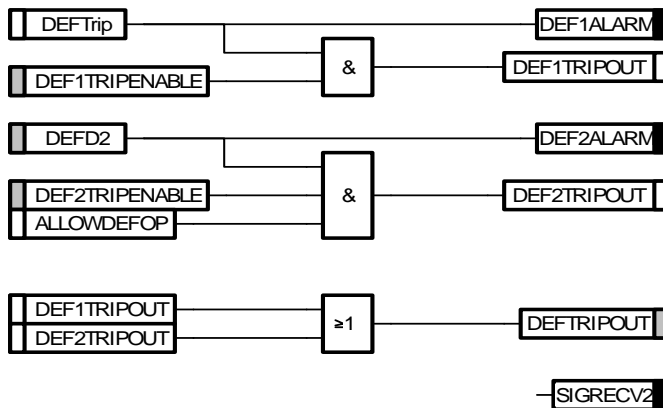 DEFTrip DEF1ALARM
& DEF1TRIPOUT
DEF1TRIPENABLE
DEFD2 DEF2ALARM
DEF2TRIPENABLE & DEF2TRIPOUT
ALLOWDEFOP
DEF1TRIPOUT
≥1 DEFTRIPOUT
DEF2TRIPOUT
SIGRECV2